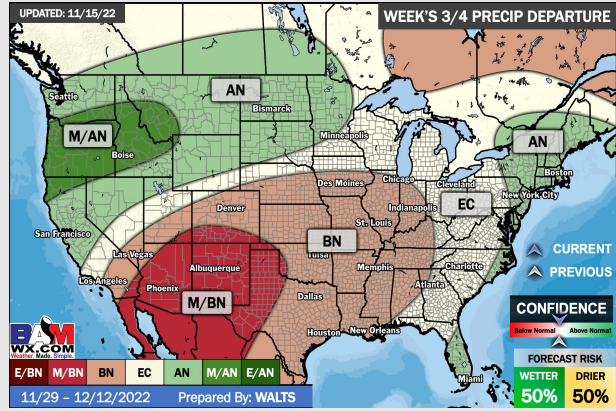 UPDATED: 11/15/22
WEEK'S 3/4 PRECIP DEPARTURE
Seattle
AN
Bismarck
M/AN
Boise
Minneapolis
AN
Boston
Des Moines
Chicago
Cleveland
New York City
Denver
Indianapolis
EC
San Francisco
St. Louis
Las Vegas
BN
Tulsa
CURRENT
Los Angeles
Albuquerque
Memphis
Charlotte
PREVIOUS
Phoenix
Atlanta
M/BN
Dallas
CONFIDENCE
Below Normal
Above Normal
Houston
New Orleans
BAM
WX.COM
Weather. Made. Simple.
FORECAST RISK
E/BN
M/BN
BN
EC
AN
M/AN
E/AN
Miami
WETTER
DRIER
50%
50%
11/29 – 12/12/2022
Prepared By: WALTS